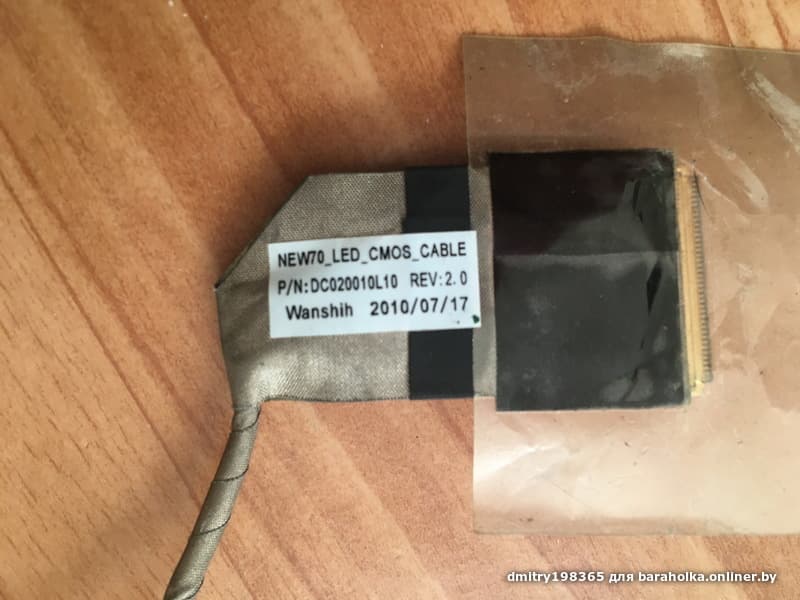 NEW70_LED_CMOS_CABLE
P/N:DC020010L10 REV:2.0
Wanshih 2010/07/17
dmitry198365 для baraholka.onliner.by